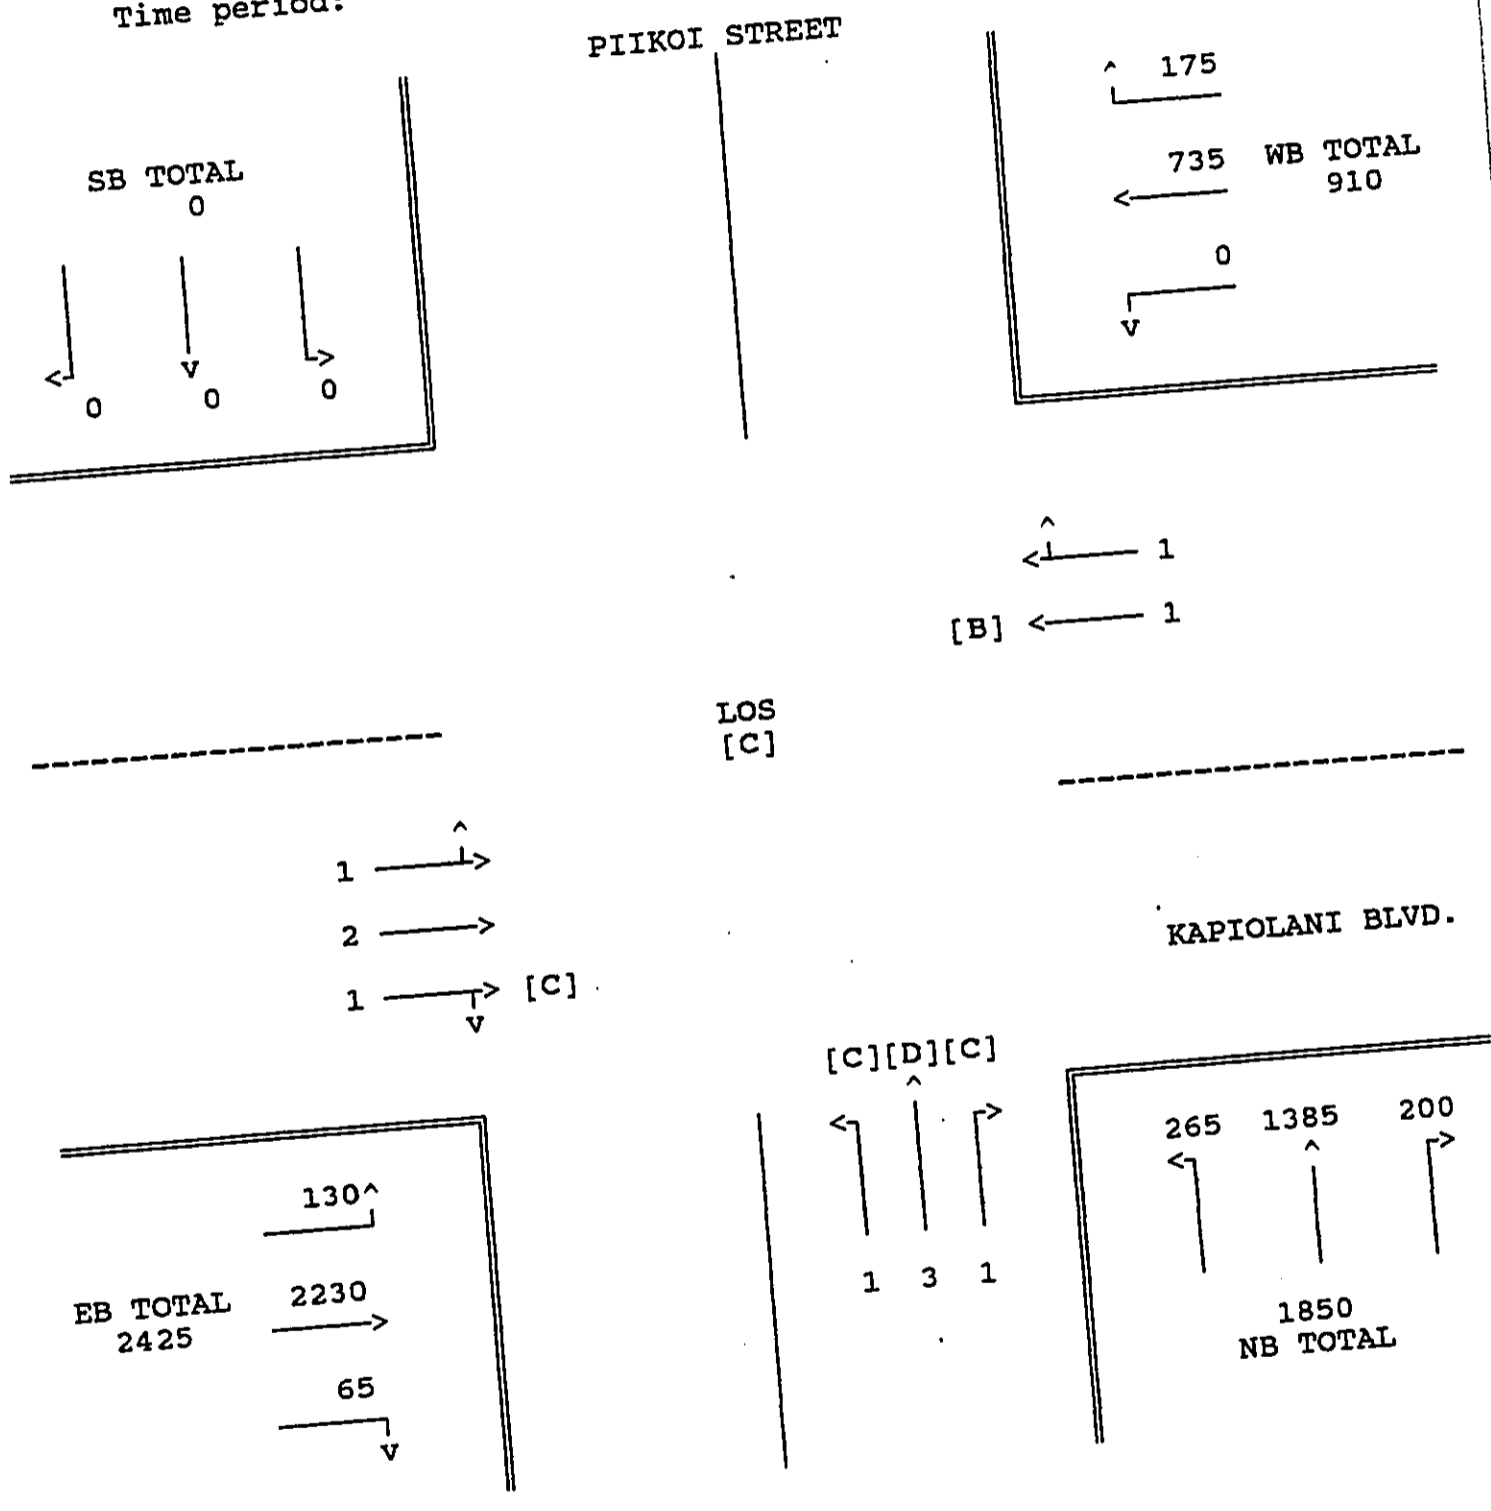 Time period:
PIIKOI STREET
SB TOTAL
0
0 0 0
175
735 WB TOTAL
910
0
1
[B] 1
LOS
[C]
1
2
1 [C]
KAPIOLANI BLVD.
[C][D][C]
1 3 1
130
EB TOTAL 2230
2425
65
265 1385 200
1850
NB TOTAL